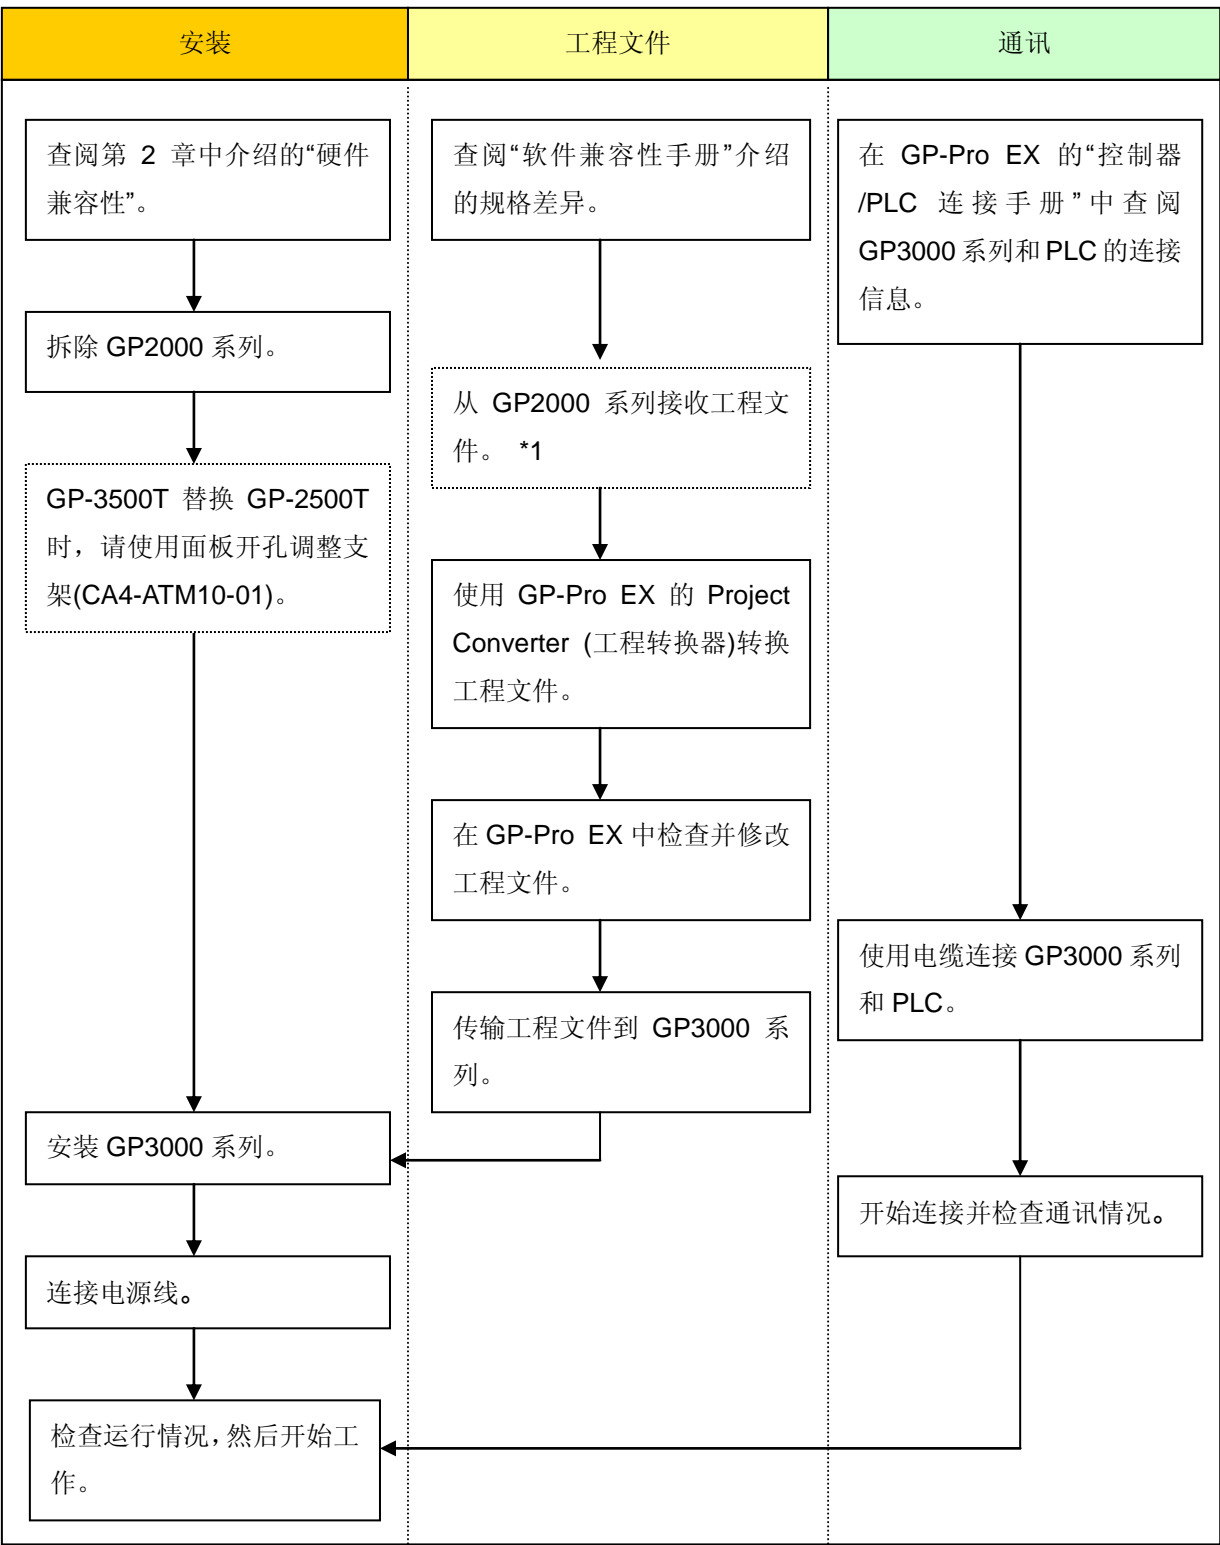 安装
工程文件
通讯
查阅第 2 章中介绍的“硬件
兼容性”。
拆除 GP2000 系列。
GP-3500T 替换 GP-2500T
时，请使用面板开孔调整支
架(CA4-ATM10-01)。
安装 GP3000 系列。
连接电源线。
检查运行情况，然后开始工
作。
查阅“软件兼容性手册”介绍
的规格差异。
从 GP2000 系列接收工程文
件。 *1
使用 GP-Pro EX 的 Project
Converter (工程转换器)转换
工程文件。
在 GP-Pro EX 中检查并修改
工程文件。
传输工程文件到 GP3000 系
列。
在 GP-Pro EX 的“控制器
/PLC 连接手册”中查阅
GP3000 系列和 PLC 的连接
信息。
使用电缆连接 GP3000 系列
和 PLC。
开始连接并检查通讯情况。